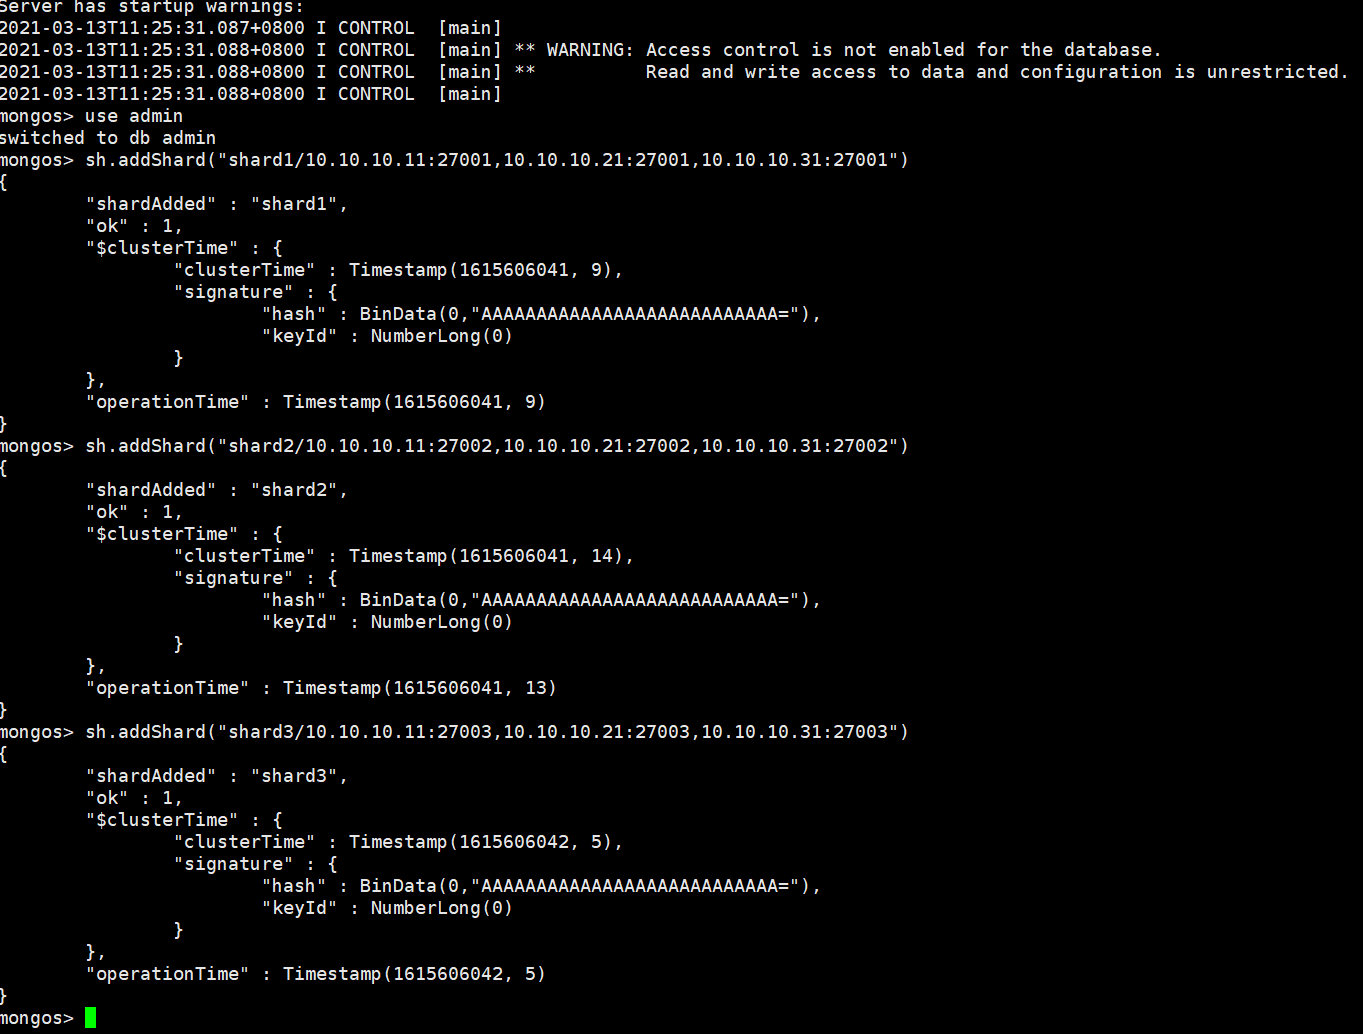 Server has startup warnings:
2021-03-13T11:25:31.087+0800 I CONTROL  [main]
2021-03-13T11:25:31.088+0800 I CONTROL  [main] ** WARNING: Access control is not enabled for the database.
2021-03-13T11:25:31.088+0800 I CONTROL  [main] **          Read and write access to data and configuration is unrestricted.
2021-03-13T11:25:31.088+0800 I CONTROL  [main]
mongos> use admin
switched to db admin
mongos> sh.addShard("shard1/10.10.10.11:27001,10.10.10.21:27001,10.10.10.31:27001")
{
        "shardAdded" : "shard1",
        "ok" : 1,
        "$clusterTime" : {
                "clusterTime" : Timestamp(1615606041, 9),
                "signature" : {
                        "hash" : BinData(0,"AAAAAAAAAAAAAAAAAAAAAAAAAAA="),
                        "keyId" : NumberLong(0)
                }
        },
        "operationTime" : Timestamp(1615606041, 9)
}
mongos> sh.addShard("shard2/10.10.10.11:27002,10.10.10.21:27002,10.10.10.31:27002")
{
        "shardAdded" : "shard2",
        "ok" : 1,
        "$clusterTime" : {
                "clusterTime" : Timestamp(1615606041, 14),
                "signature" : {
                        "hash" : BinData(0,"AAAAAAAAAAAAAAAAAAAAAAAAAAA="),
                        "keyId" : NumberLong(0)
                }
        },
        "operationTime" : Timestamp(1615606041, 13)
}
mongos> sh.addShard("shard3/10.10.10.11:27003,10.10.10.21:27003,10.10.10.31:27003")
{
        "shardAdded" : "shard3",
        "ok" : 1,
        "$clusterTime" : {
                "clusterTime" : Timestamp(1615606042, 5),
                "signature" : {
                        "hash" : BinData(0,"AAAAAAAAAAAAAAAAAAAAAAAAAAA="),
                        "keyId" : NumberLong(0)
                }
        },
        "operationTime" : Timestamp(1615606042, 5)
}
mongos>